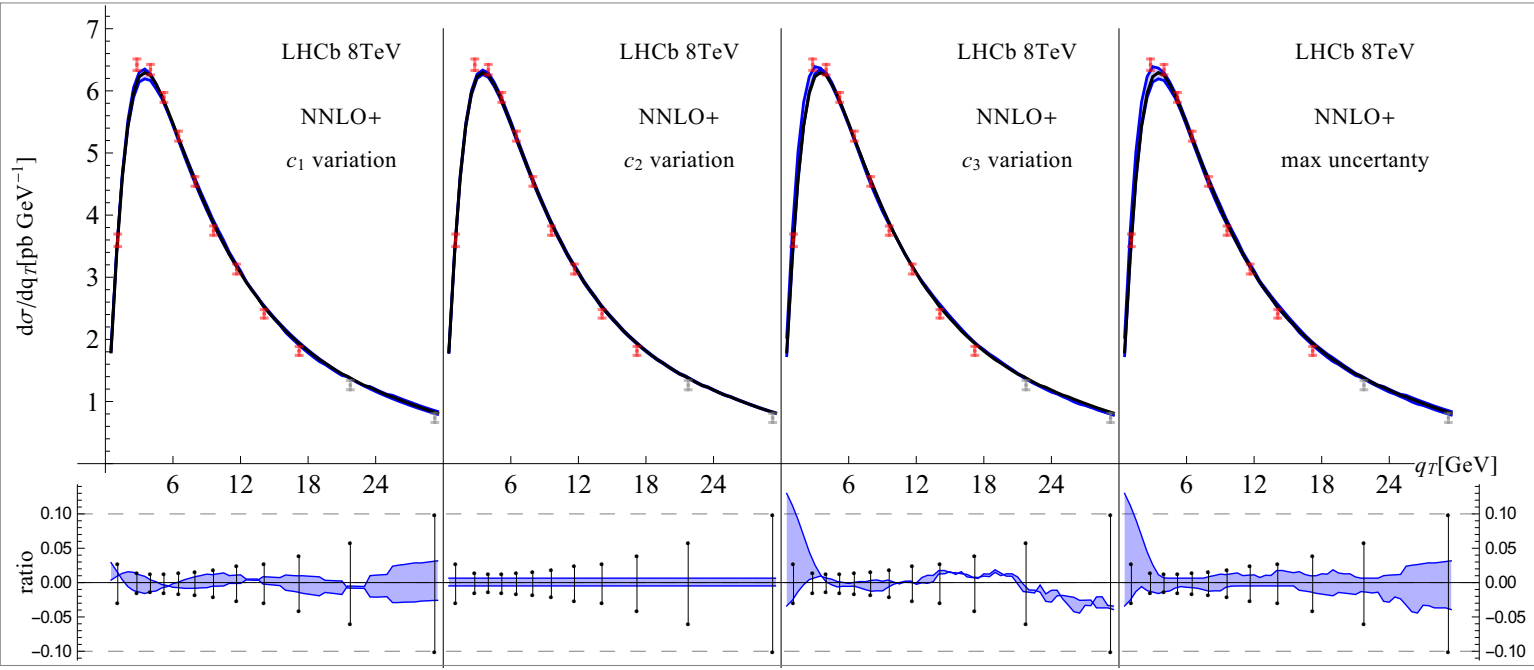 7
6
5
4
3
2
1
dσ/dqT[pb GeV−1]
LHCb 8TeV
NNLO+
c1 variation
LHCb 8TeV
NNLO+
c2 variation
LHCb 8TeV
NNLO+
c3 variation
LHCb 8TeV
NNLO+
max uncertanty
6 12 18 24
6 12 18 24
6 12 18 24
6 12 18 24
qT[GeV]
ratio
0.10
0.05
0.00
−0.05
−0.10
0.10
0.05
0.00
−0.05
−0.10